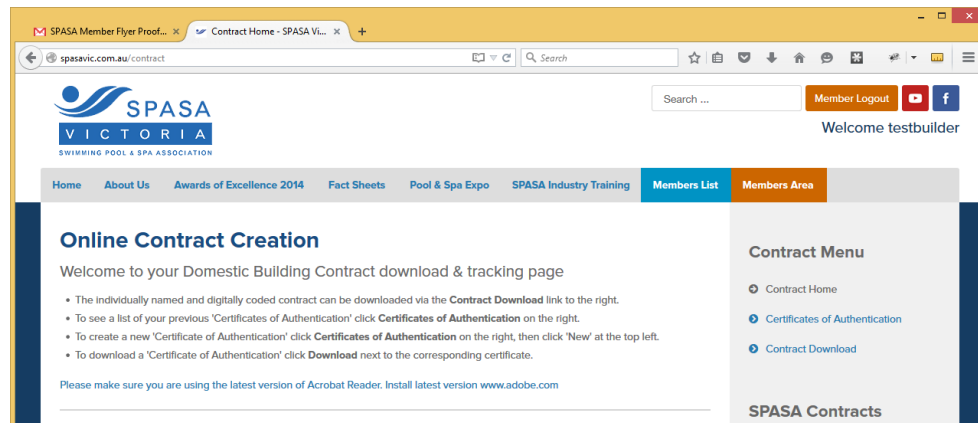 SPASA Member Flyer Proof...
Contract Home - SPASA Vi...
spasavic.com.au/contract
Search
SPASA
VICTORIA
SWIMMING POOL & SPA ASSOCIATION
Search ...
Member Logout
Welcome testbuilder
Home
About Us
Awards of Excellence 2014
Fact Sheets
Pool & Spa Expo
SPASA Industry Training
Members List
Members Area
Online Contract Creation
Welcome to your Domestic Building Contract download & tracking page
• The individually named and digitally coded contract can be downloaded via the Contract Download link to the right.
• To see a list of your previous 'Certificates of Authentication' click Certificates of Authentication on the right.
• To create a new 'Certificate of Authentication' click Certificates of Authentication on the right, then click 'New' at the top left.
• To download a 'Certificate of Authentication' click Download next to the corresponding certificate.
Please make sure you are using the latest version of Acrobat Reader. Install latest version www.adobe.com
Contract Menu
Contract Home
Certificates of Authentication
Contract Download
SPASA Contracts